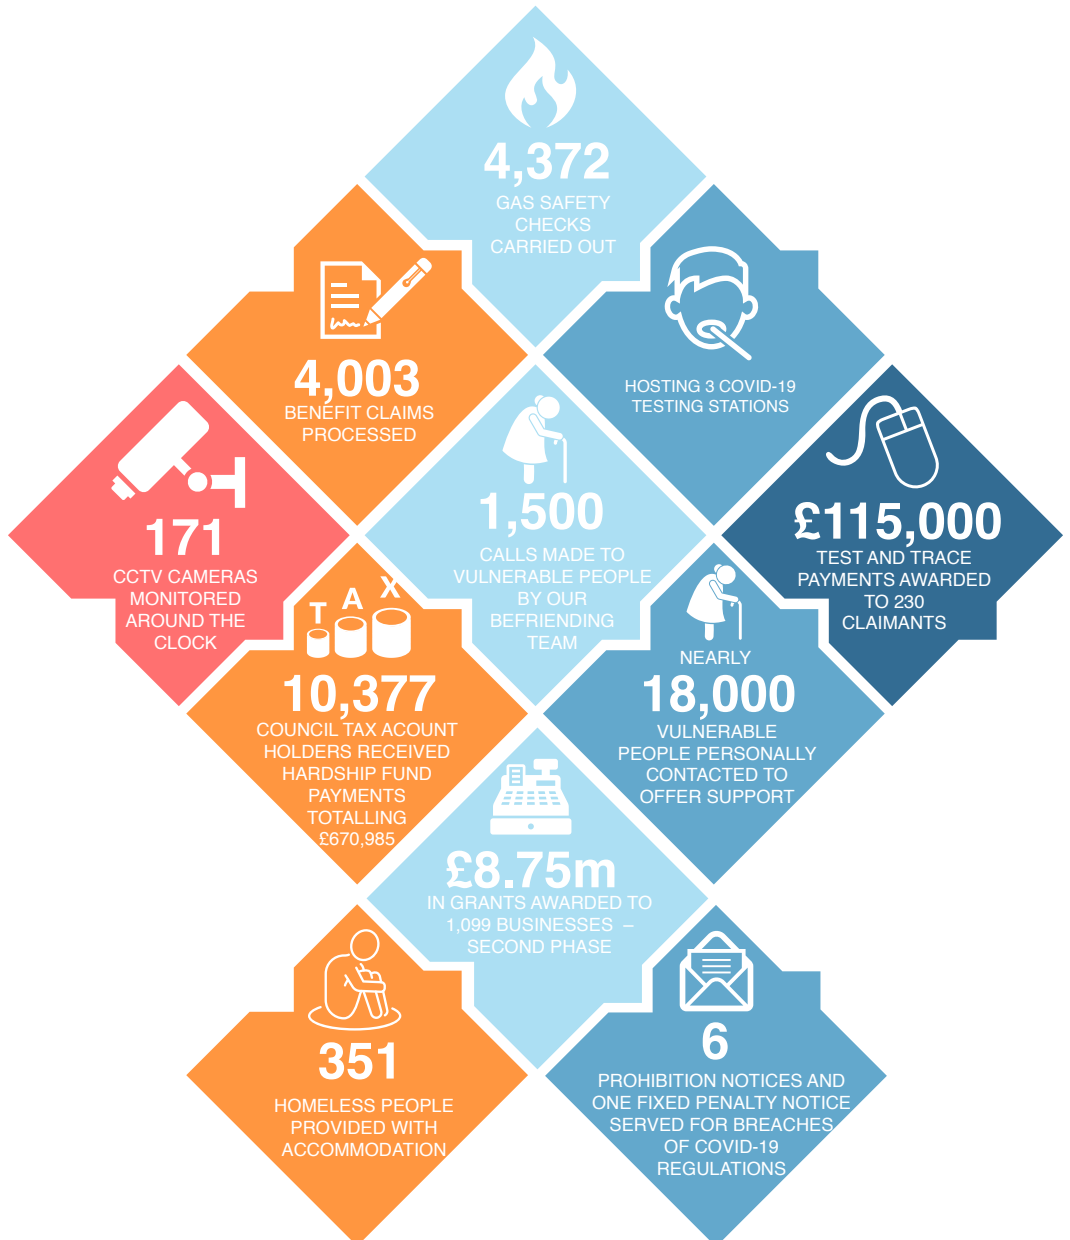 4,372
GAS SAFETY
CHECKS
CARRIED OUT
4,003
BENEFIT CLAIMS
PROCESSED
HOSTING 3 COVID-19
TESTING STATIONS
171
CCTV CAMERAS
MONITORED
AROUND THE
CLOCK
1,500
CALLS MADE TO
VULNERABLE PEOPLE
BY OUR
BEFRIENDING
TEAM
£115,000
TEST AND TRACE
PAYMENTS AWARDED
TO 230
CLAIMANTS
T A X
10,377
COUNCIL TAX ACOUNT
HOLDERS RECEIVED
HARDSHIP FUND
PAYMENTS
TOTALLING
£670,985
NEARLY
18,000
VULNERABLE
PEOPLE PERSONALLY
CONTACTED TO
OFFER SUPPORT
£8.75m
IN GRANTS AWARDED TO
1,099 BUSINESSES –
SECOND PHASE
351
HOMELESS PEOPLE
PROVIDED WITH
ACCOMMODATION
6
PROHIBITION NOTICES AND
ONE FIXED PENALTY NOTICE
SERVED FOR BREACHES
OF COVID-19
REGULATIONS